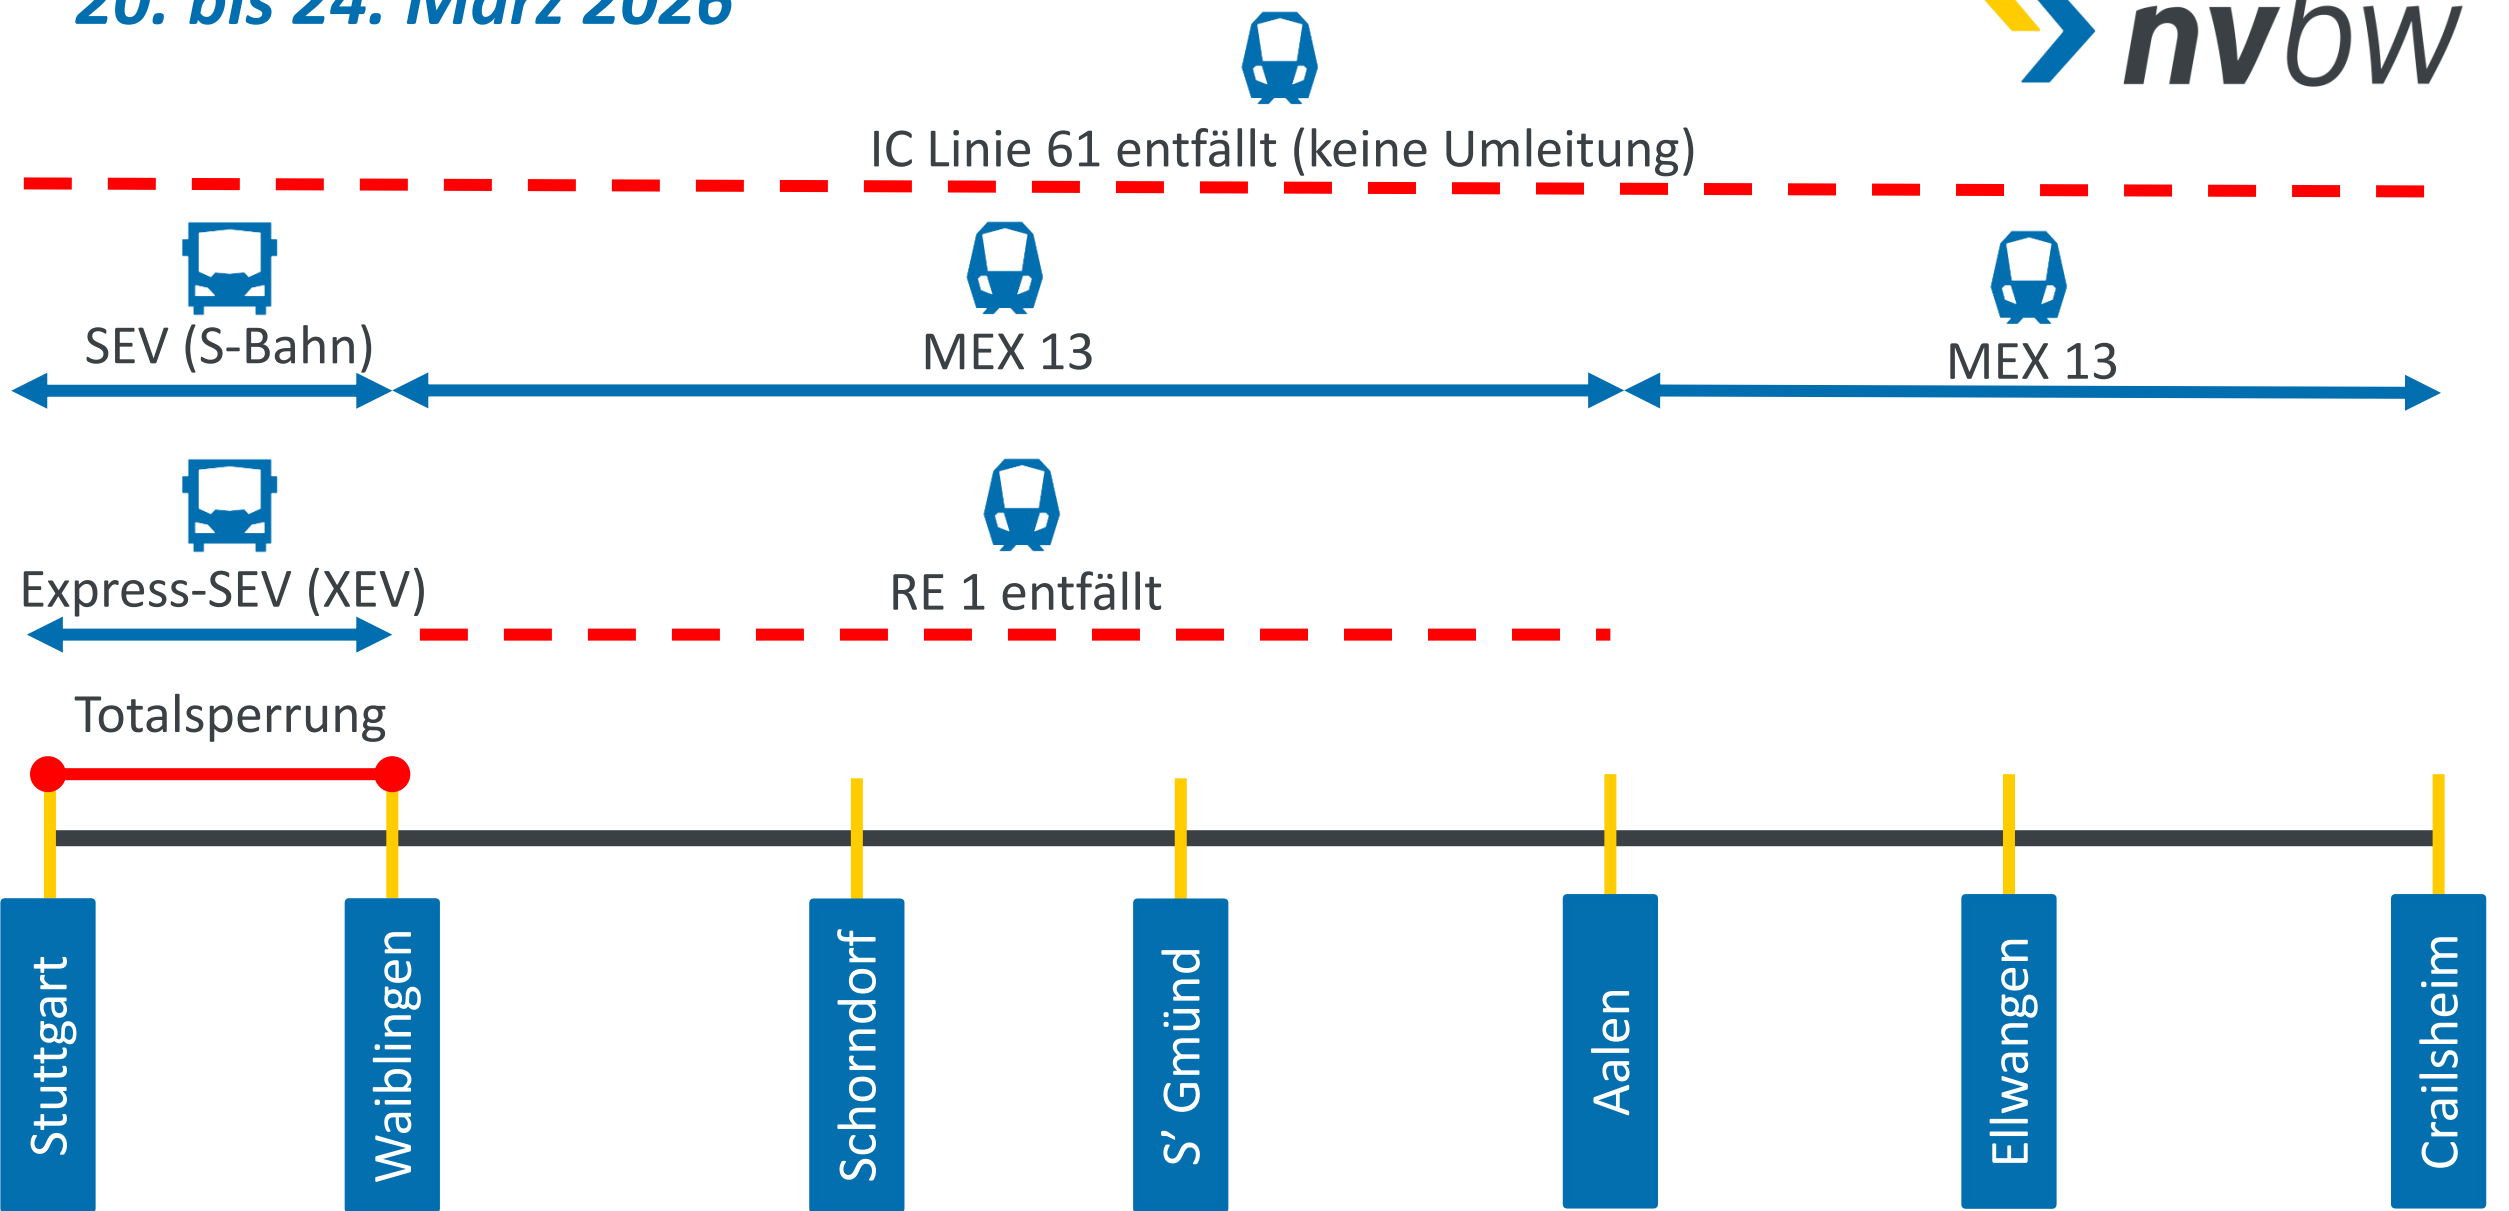 20. bis 24. März 2026
nvbw
IC Linie 61 entfällt (keine Umleitung)
SEV (S-Bahn)
MEX 13
MEX 13
Express-SEV (XEV)
RE 1 entfällt
Totalsperrung
Stuttgart
Waiblingen
Schorndorf
S’ Gmünd
Aalen
Ellwangen
Crailsheim